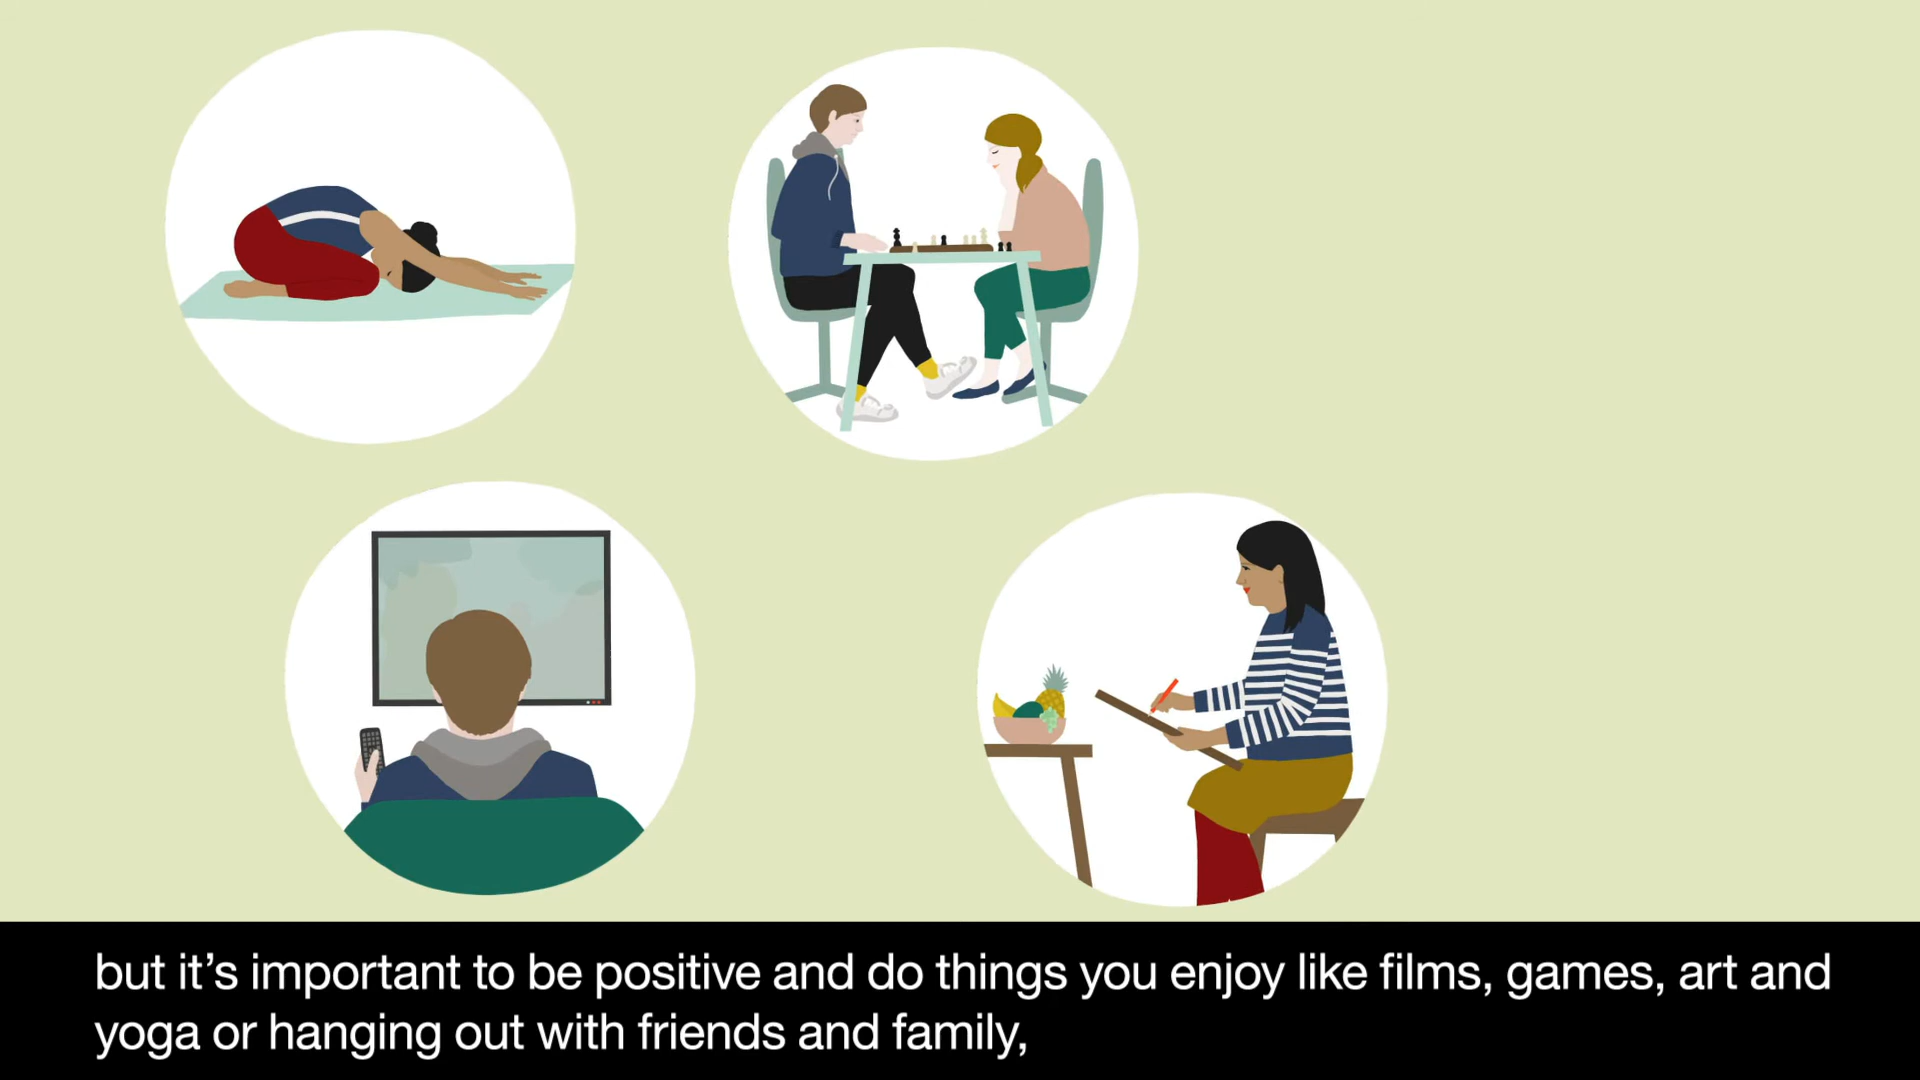 but it’s important to be positive and do things you enjoy like films, games, art and
yoga or hanging out with friends and family,